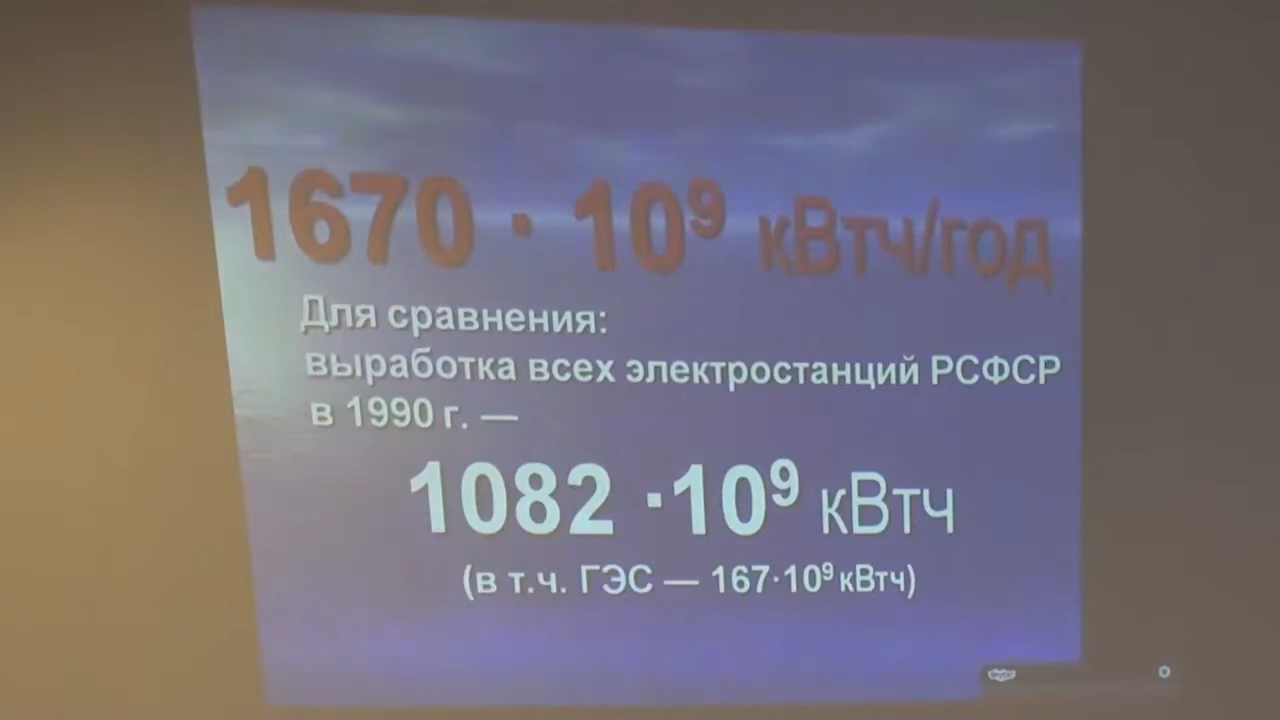 1670 · 10⁹ кВтч/год
Для сравнения:
выработка всех электростанций РСФСР
в 1990 г. —
1082 ·10⁹ кВтч
(в т.ч. ГЭС — 167·10⁹ кВтч)